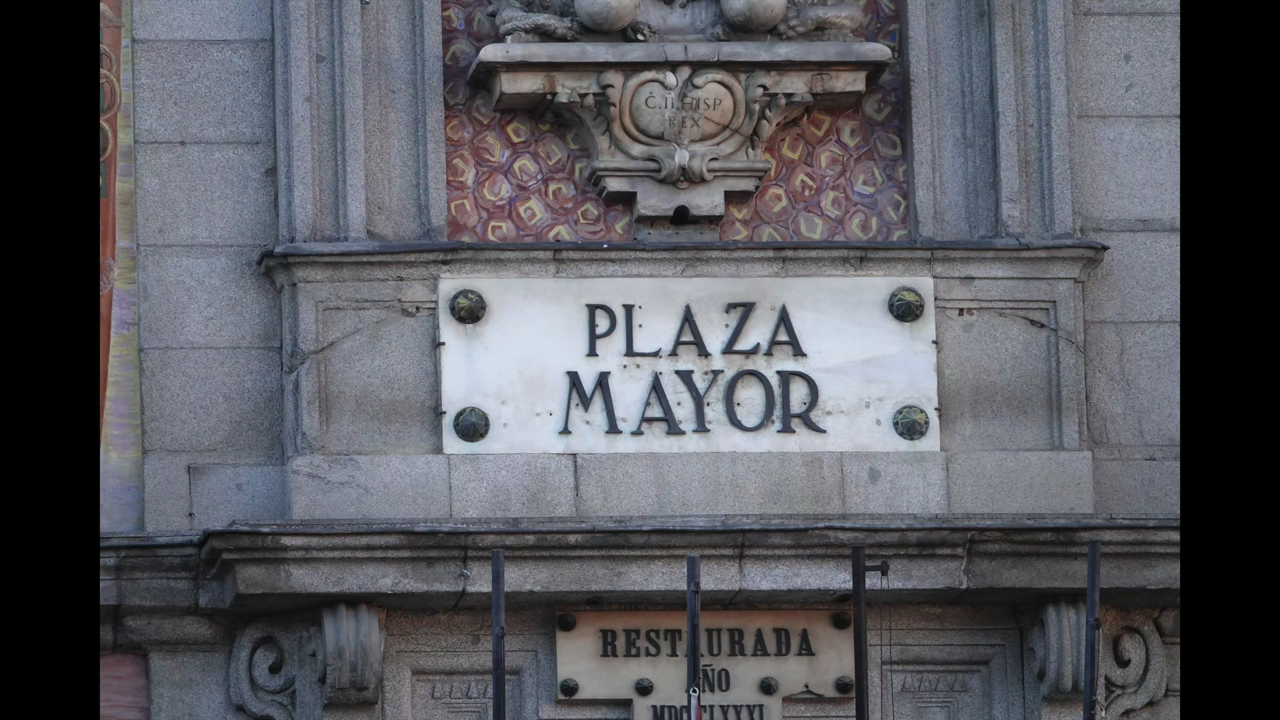 C. II. HISP.
REX
PLAZA
MAYOR
RESTAURADA
AÑO